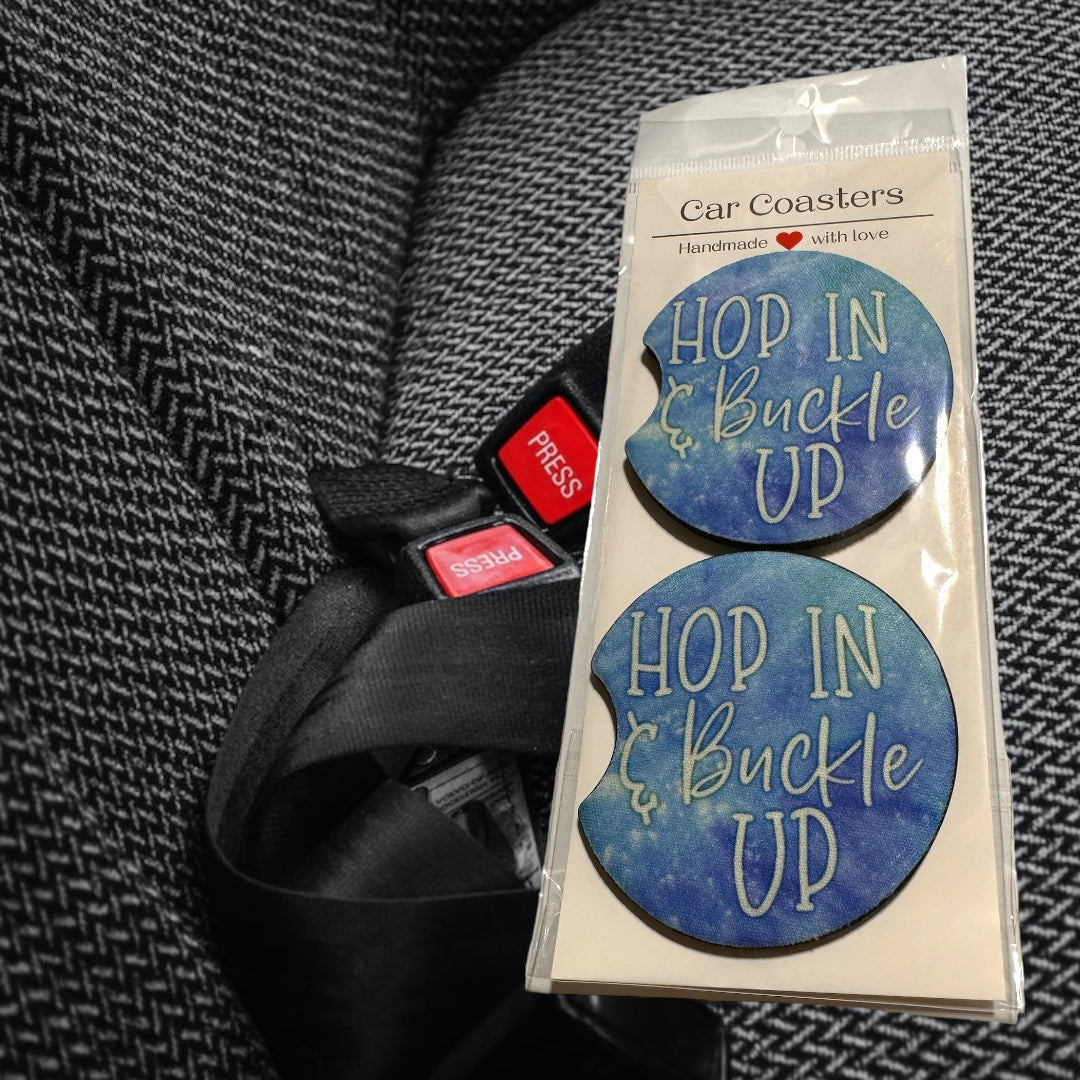 Car Coasters
Handmade ❤ with love
HOP IN
& Buckle
UP
HOP IN
& Buckle
UP
PRESS
PRESS